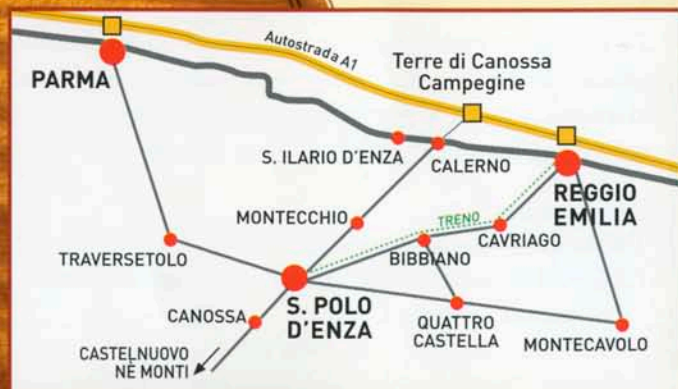 Autostrada A1
Terre di Canossa
Campegine
PARMA
S. ILARIO D'ENZA
CALERNO
REGGIO
EMILIA
MONTECCHIO
TRENO
CAVRIAGO
BIBBIANO
TRAVERSETOLO
S. POLO
D'ENZA
CANOSSA
QUATTRO
CASTELLA
MONTECAVOLO
CASTELNUOVO
NÈ MONTI